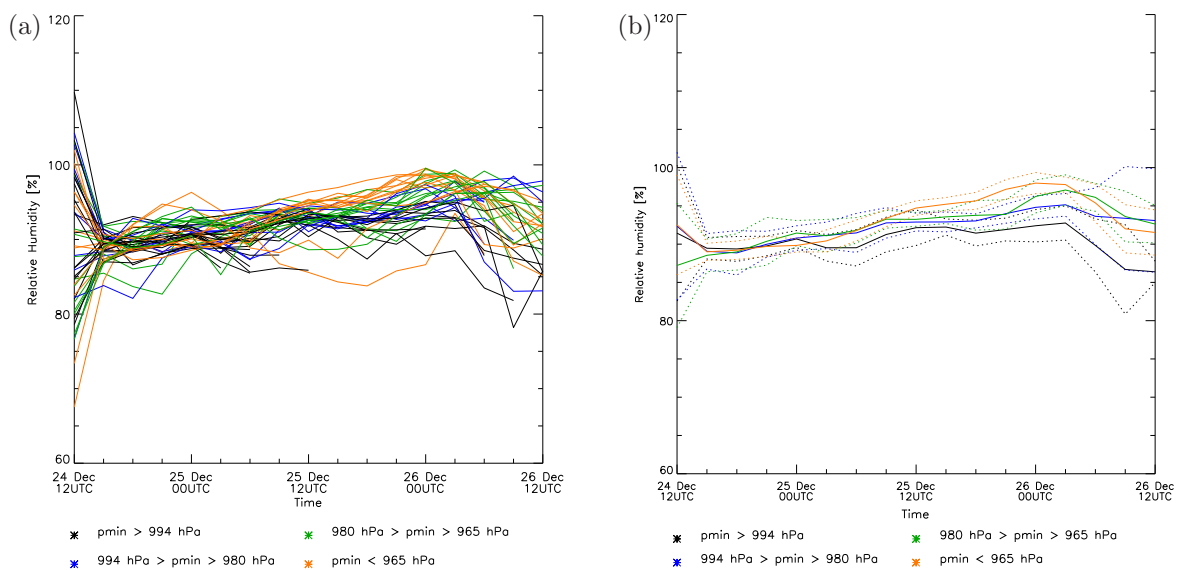 (a)
120
100
80
60
Relative Humidity [%]
24 Dec
12UTC
25 Dec
00UTC
25 Dec
12UTC
26 Dec
00UTC
26 Dec
12UTC
Time
pmin > 994 hPa
980 hPa > pmin > 965 hPa
994 hPa > pmin > 980 hPa
pmin < 965 hPa
(b)
120
100
80
60
Relative humidity [%]
24 Dec
12UTC
25 Dec
00UTC
25 Dec
12UTC
26 Dec
00UTC
26 Dec
12UTC
Time
pmin > 994 hPa
980 hPa > pmin > 965 hPa
994 hPa > pmin > 980 hPa
pmin < 965 hPa